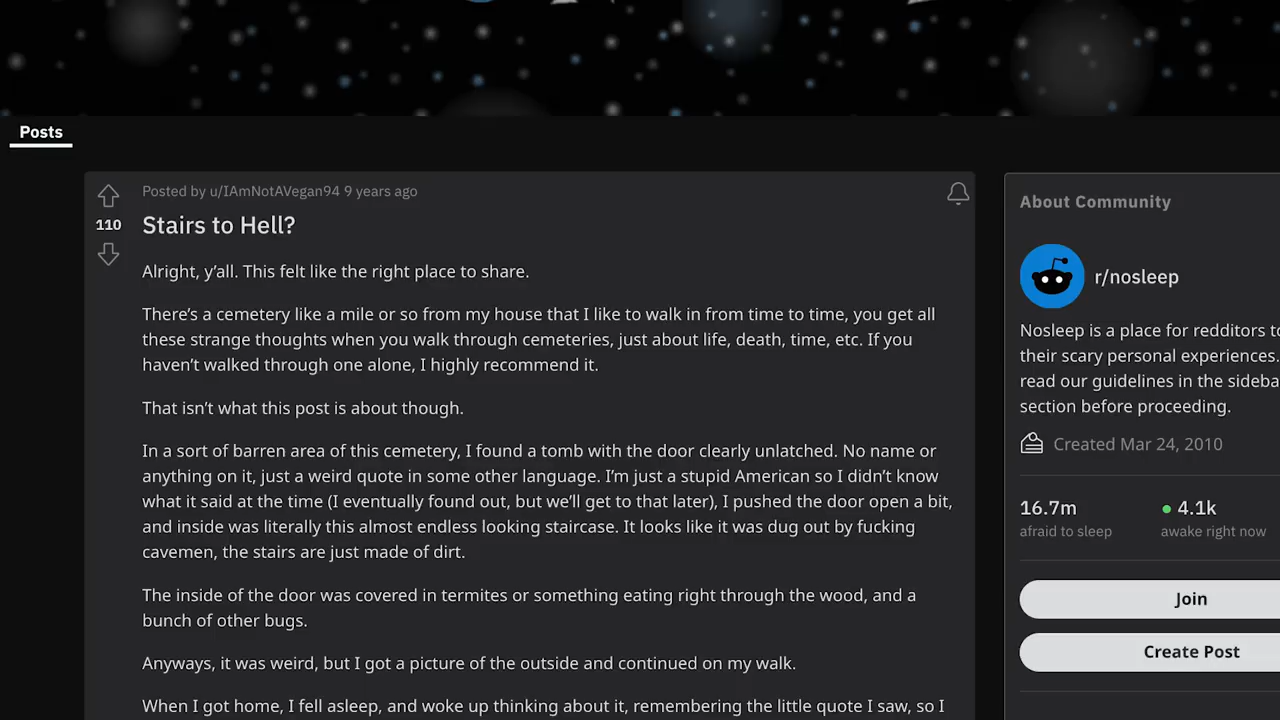 Posts
Posted by u/IAmNotAVegan94 9 years ago
110
Stairs to Hell?
Alright, y’all. This felt like the right place to share.
There’s a cemetery like a mile or so from my house that I like to walk in from time to time, you get all
these strange thoughts when you walk through cemeteries, just about life, death, time, etc. If you
haven’t walked through one alone, I highly recommend it.
That isn’t what this post is about though.
In a sort of barren area of this cemetery, I found a tomb with the door clearly unlatched. No name or
anything on it, just a weird quote in some other language. I’m just a stupid American so I didn’t know
what it said at the time (I eventually found out, but we’ll get to that later), I pushed the door open a bit,
and inside was literally this almost endless looking staircase. It looks like it was dug out by fucking
cavemen, the stairs are just made of dirt.
The inside of the door was covered in termites or something eating right through the wood, and a
bunch of other bugs.
Anyways, it was weird, but I got a picture of the outside and continued on my walk.
When I got home, I fell asleep, and woke up thinking about it, remembering the little quote I saw, so I
About Community
r/nosleep
Nosleep is a place for redditors to
their scary personal experiences.
read our guidelines in the sideba
section before proceeding.
Created Mar 24, 2010
16.7m
4.1k
afraid to sleep
awake right now
Join
Create Post